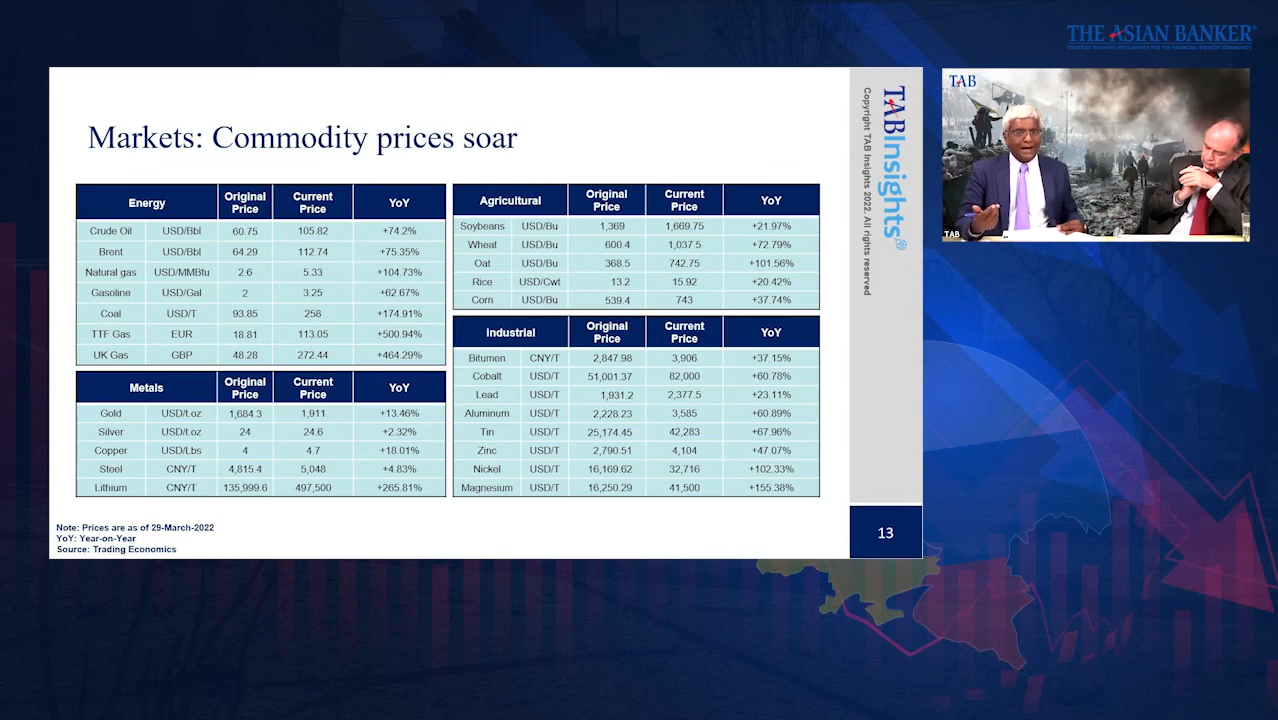 THE ASIAN BANKER®
STRATEGIC BUSINESS INTELLIGENCE FOR THE FINANCIAL SERVICES COMMUNITY
Markets: Commodity prices soar
Energy Original Price Current Price YoY
Crude Oil USD/Bbl 60.75 105.82 +74.2%
Brent USD/Bbl 64.29 112.74 +75.35%
Natural gas USD/MMBtu 2.6 5.33 +104.73%
Gasoline USD/Gal 2 3.25 +62.67%
Coal USD/T 93.85 258 +174.91%
TTF Gas EUR 18.81 113.05 +500.94%
UK Gas GBP 48.28 272.44 +464.29%
Metals Original Price Current Price YoY
Gold USD/t.oz 1,684.3 1,911 +13.46%
Silver USD/t.oz 24 24.6 +2.32%
Copper USD/Lbs 4 4.7 +18.01%
Steel CNY/T 4,815.4 5,048 +4.83%
Lithium CNY/T 135,999.6 497,500 +265.81%
Agricultural Original Price Current Price YoY
Soybeans USD/Bu 1,369 1,669.75 +21.97%
Wheat USD/Bu 600.4 1,037.5 +72.79%
Oat USD/Bu 368.5 742.75 +101.56%
Rice USD/Cwt 13.2 15.92 +20.42%
Corn USD/Bu 539.4 743 +37.74%
Industrial Original Price Current Price YoY
Bitumen CNY/T 2,847.98 3,906 +37.15%
Cobalt USD/T 51,001.37 82,000 +60.78%
Lead USD/T 1,931.2 2,377.5 +23.11%
Aluminum USD/T 2,228.23 3,585 +60.89%
Tin USD/T 25,174.45 42,283 +67.96%
Zinc USD/T 2,790.51 4,104 +47.07%
Nickel USD/T 16,169.62 32,716 +102.33%
Magnesium USD/T 16,250.29 41,500 +155.38%
Note: Prices are as of 29-March-2022
YoY: Year-on-Year
Source: Trading Economics
TABInsights
Copyright TAB Insights 2022. All rights reserved
13
TAB
TAB